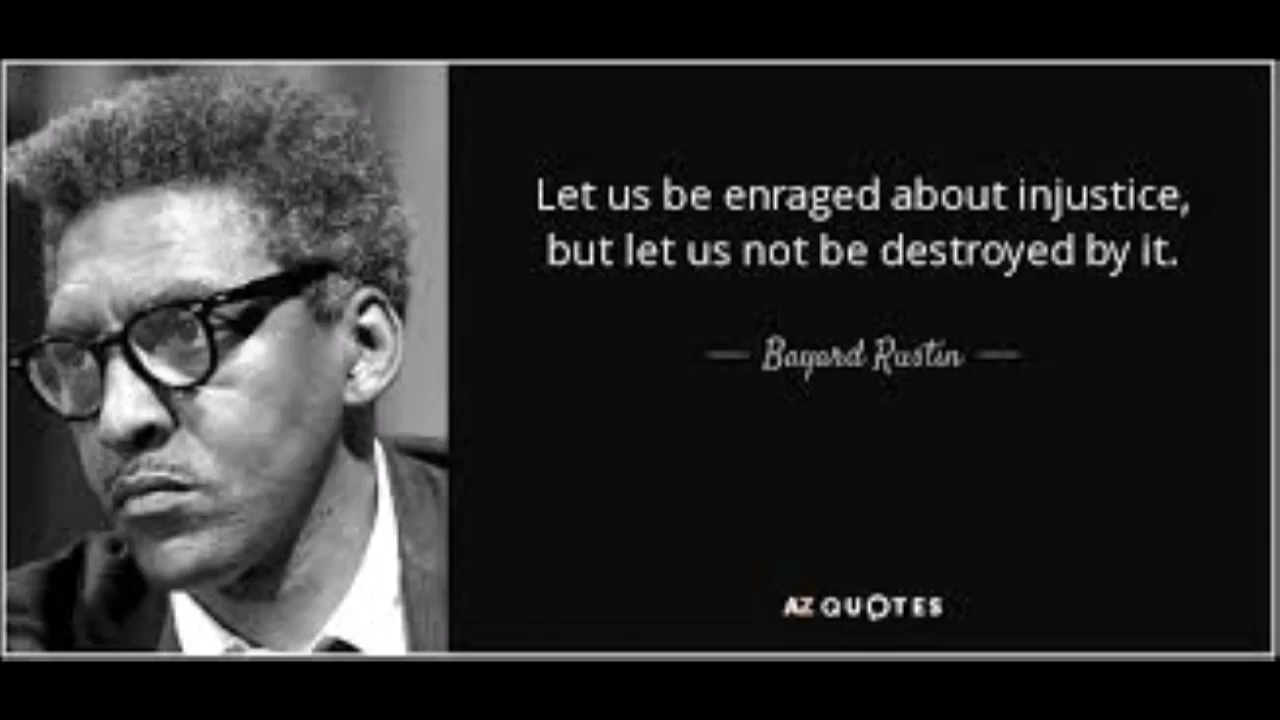 Let us be enraged about injustice,
but let us not be destroyed by it.
— Bayard Rustin —
AZ QUOTES